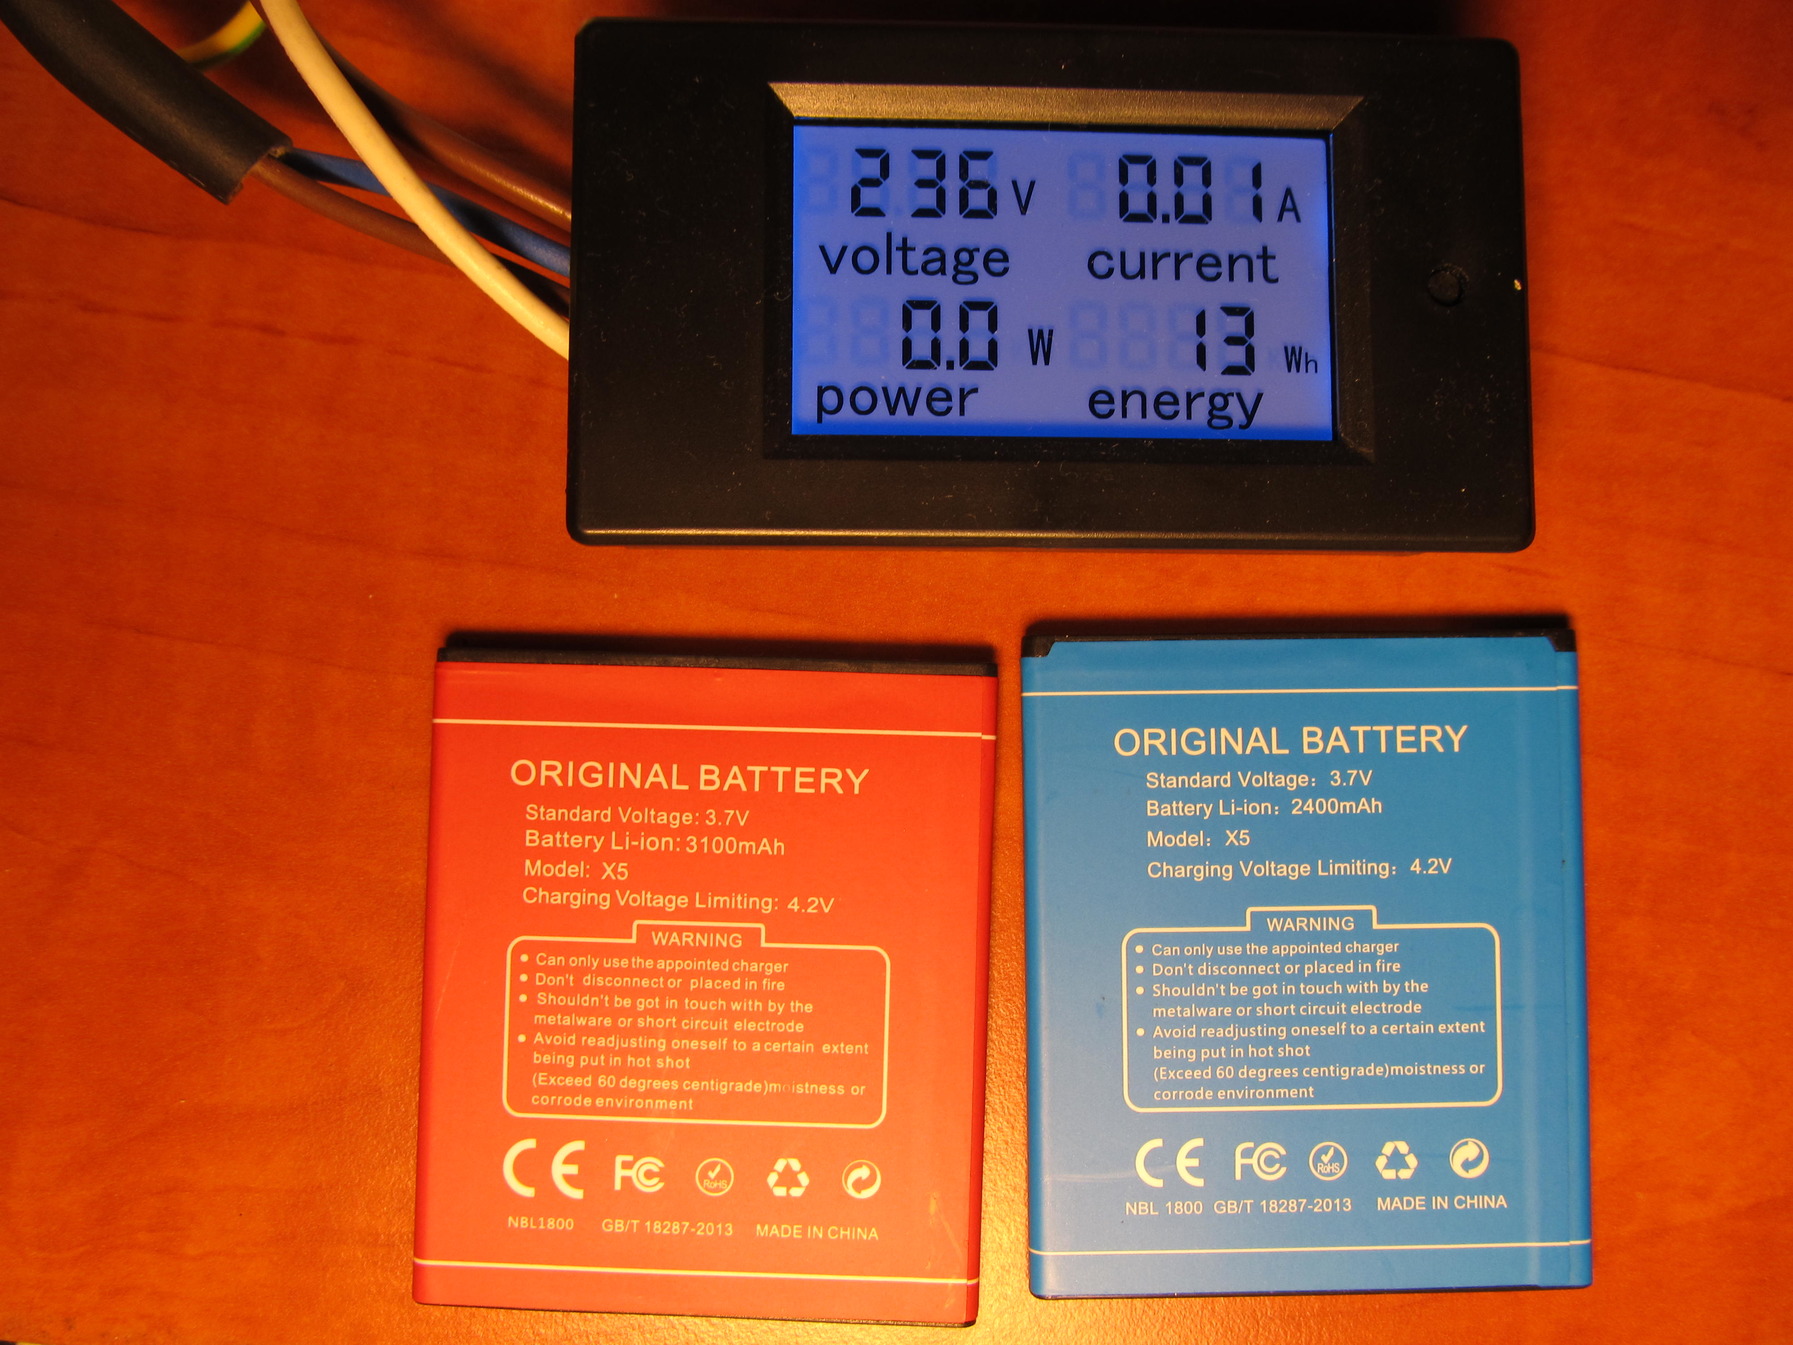 236 V 0.01 A
voltage current
0.0 W 13 Wh
power energy
ORIGINAL BATTERY
Standard Voltage: 3.7V
Battery Li-ion: 3100mAh
Model: X5
Charging Voltage Limiting: 4.2V
WARNING
• Can only use the appointed charger
• Don't disconnect or placed in fire
• Shouldn't be got in touch with by the
metalware or short circuit electrode
• Avoid readjusting oneself to a certain extent
being put in hot shot
(Exceed 60 degrees centigrade)moistness or
corrode environment
CE FC RoHS
NBL1800 GB/T 18287-2013 MADE IN CHINA
ORIGINAL BATTERY
Standard Voltage: 3.7V
Battery Li-ion: 2400mAh
Model: X5
Charging Voltage Limiting: 4.2V
WARNING
• Can only use the appointed charger
• Don't disconnect or placed in fire
• Shouldn't be got in touch with by the
metalware or short circuit electrode
• Avoid readjusting oneself to a certain extent
being put in hot shot
(Exceed 60 degrees centigrade)moistness or
corrode environment
CE FC RoHS
NBL 1800 GB/T 18287-2013 MADE IN CHINA